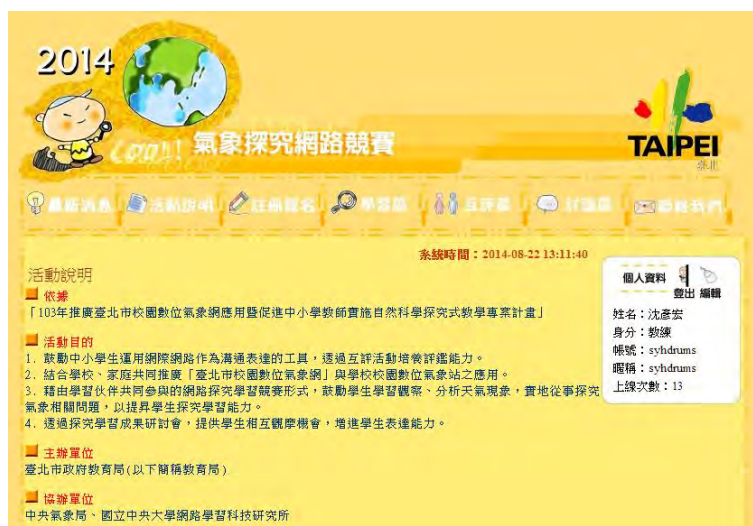 2014
Cool!
氣象探究網路競賽
TAIPEI
臺北
最新消息 活動說明 註冊報名 學習區 互評區 討論區 聯絡我們
系統時間：2014-08-22 13:11:40
個人資料
登出 編輯
姓名：沈彥宏
身分：教練
帳號：syhdrums
暱稱：syhdrums
上線次數：13
活動說明
依據
「103年推廣臺北市校園數位氣象網應用暨促進中小學教師實施自然科學探究式教學專案計畫」
活動目的
1. 鼓勵中小學生運用網際網路作為溝通表達的工具，透過互評活動培養評鑑能力。
2. 結合學校、家庭共同推廣「臺北市校園數位氣象網」與學校校園數位氣象站之應用。
3. 藉由學習伙伴共同參與的網路探究學習競賽形式，鼓勵學生學習觀察、分析天氣現象，實地從事探究
氣象相關問題，以提昇學生探究學習能力。
4. 透過探究學習成果研討會，提供學生相互觀摩機會，增進學生表達能力。
主辦單位
臺北市政府教育局(以下簡稱教育局)
協辦單位
中央氣象局、國立中央大學網路學習科技研究所